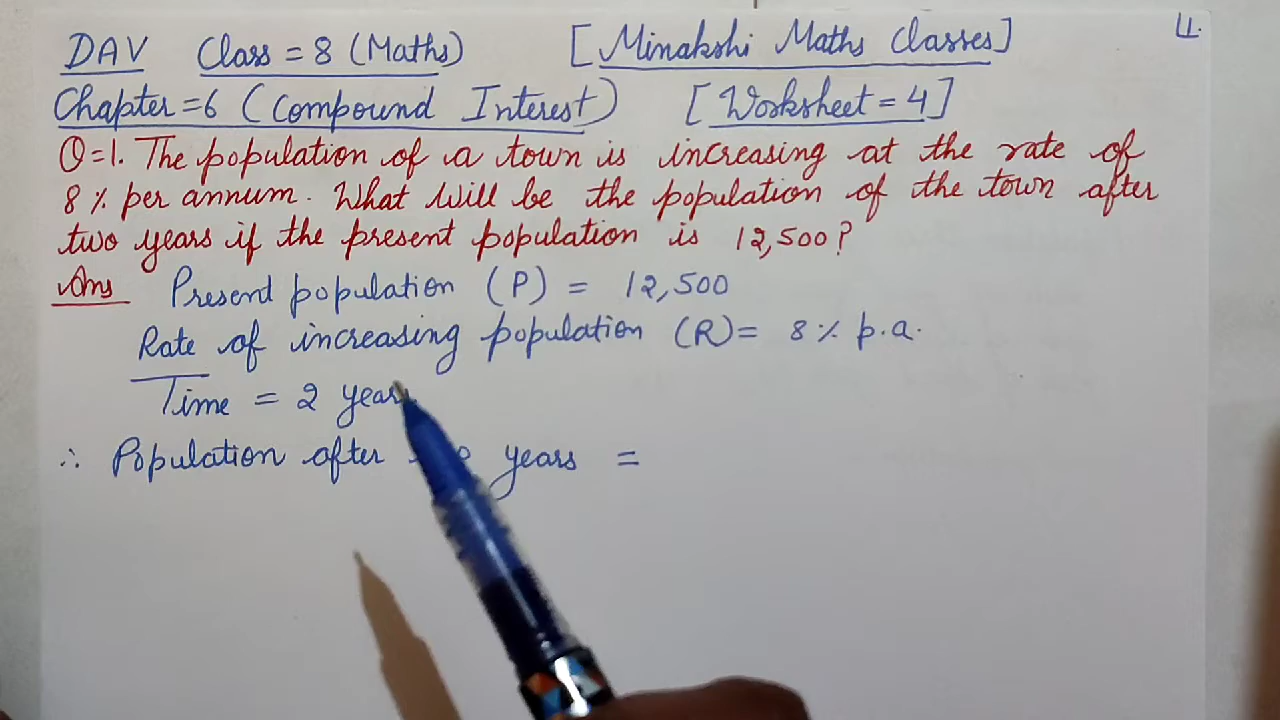 4.
DAV Class = 8 (Maths) [Minakshi Maths Classes]
Chapter = 6 (Compound Interest) [Worksheet = 4]
Q=1. The population of a town is increasing at the rate of
8 % per annum. What will be the population of the town after
two years if the present population is 12,500?
Ans Present population (P) = 12,500
Rate of increasing population (R) = 8 % p.a.
Time = 2 years
∴ Population after years =